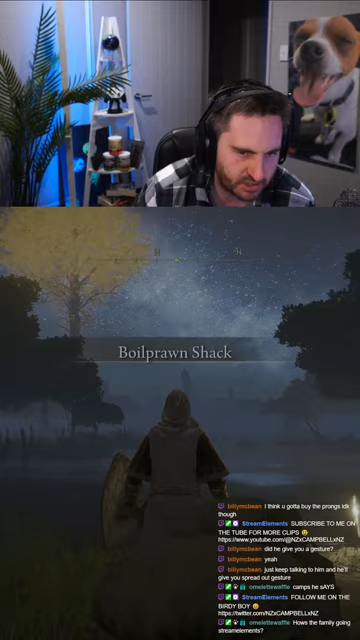 Boilprawn Shack
billymcbean I think u gotta buy the prongs Idk
though
StreamElements SUBSCRIBE TO ME ON
THE TUBE FOR MORE CLIPS
https://www.youtube.com/@NZxCAMPBELLxNZ
billymcbean? did he give you a gesture?
billymcbean yeah
billymcbean just keep talking to him and he'll
give you spread out gesture
omeletteswaffle camps he sAYS
StreamElements FOLLOW ME ON THE
BIRDY BOY
https://twitter.com/NZxCAMPBELLxNZ
omeletteswaffle Hows the family going
streamelements?